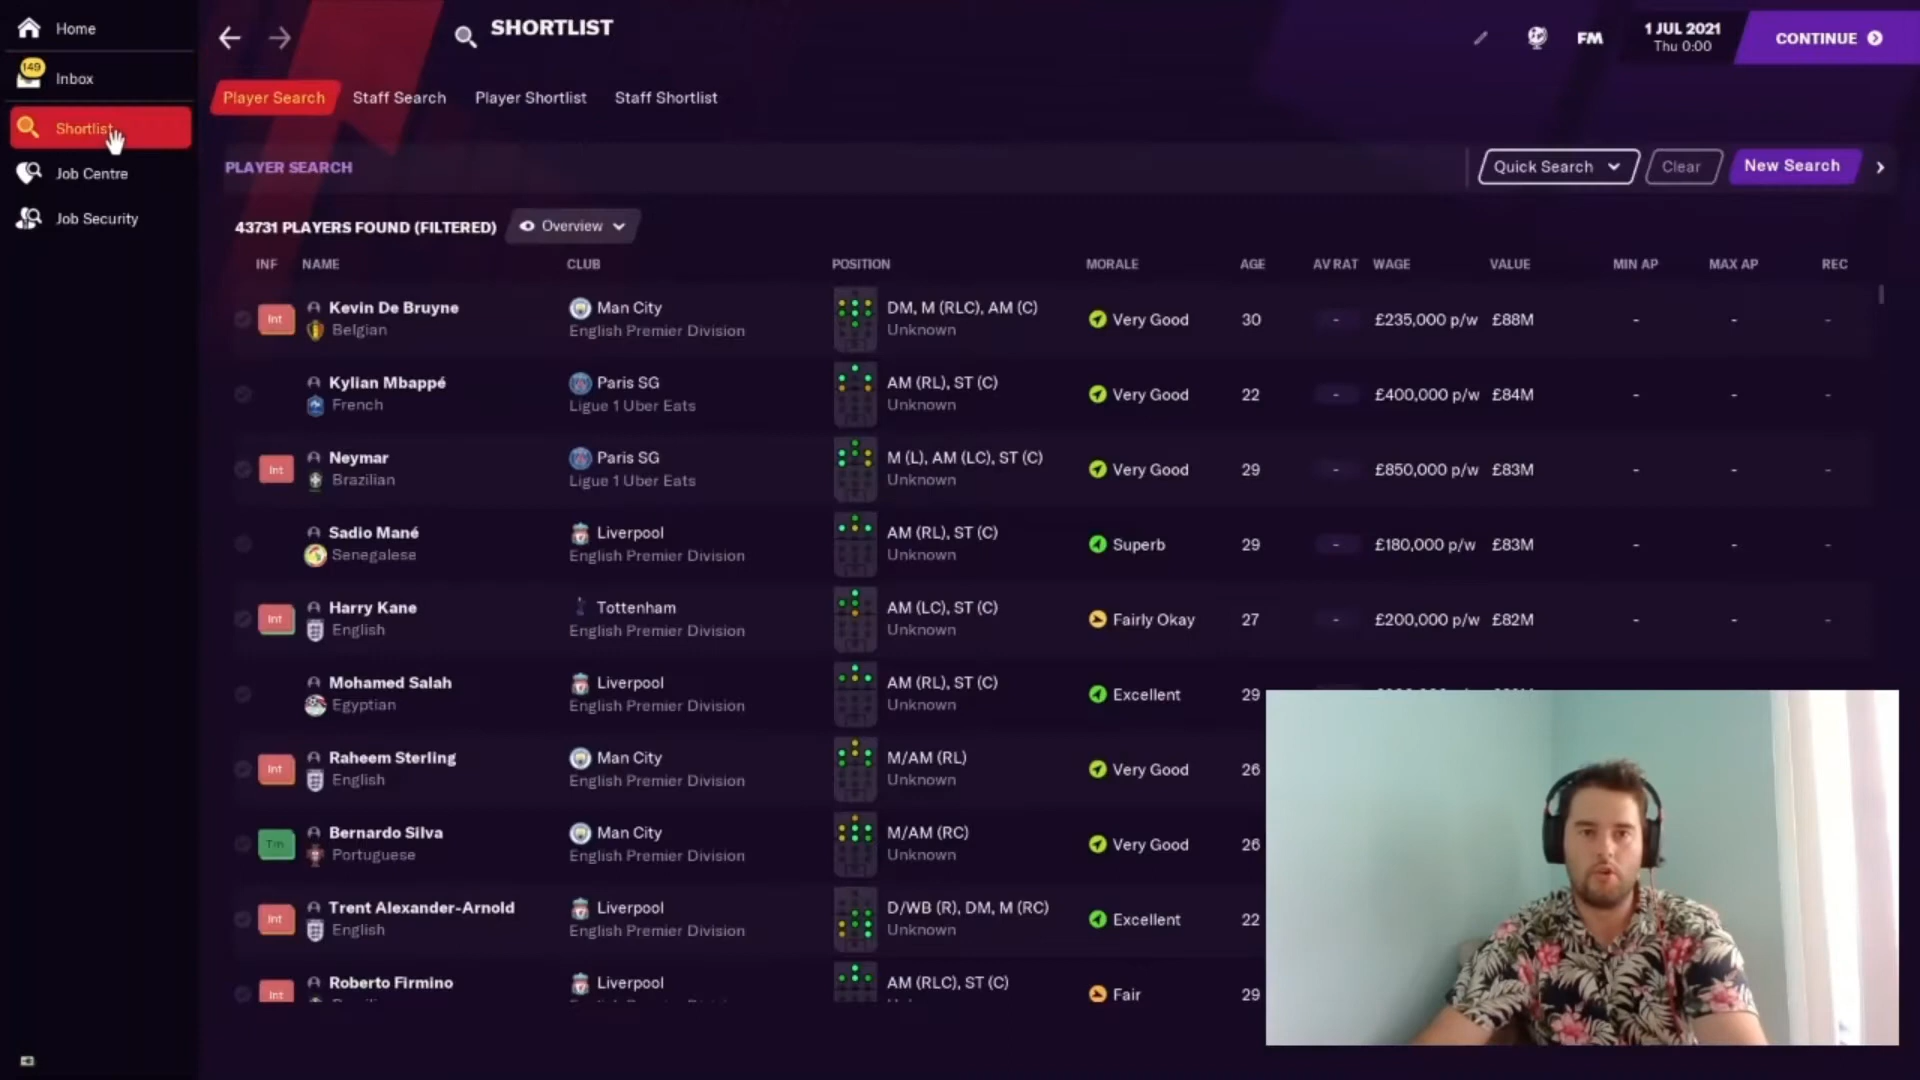 Home
149
Inbox
Shortlist
Job Centre
Job Security
SHORTLIST
FM
1 JUL 2021
Thu 0:00
CONTINUE
Player Search
Staff Search
Player Shortlist
Staff Shortlist
PLAYER SEARCH
Quick Search
Clear
New Search
43731 PLAYERS FOUND (FILTERED)
Overview
INF NAME CLUB POSITION MORALE AGE AV RAT WAGE VALUE MIN AP MAX AP REC
Int Kevin De Bruyne Man City DM, M (RLC), AM (C) Very Good 30 - £235,000 p/w £88M - - -
Belgian English Premier Division Unknown
Kylian Mbappé Paris SG AM (RL), ST (C) Very Good 22 - £400,000 p/w £84M - - -
French Ligue 1 Uber Eats Unknown
Int Neymar Paris SG M (L), AM (LC), ST (C) Very Good 29 - £850,000 p/w £83M - - -
Brazilian Ligue 1 Uber Eats Unknown
Sadio Mané Liverpool AM (RL), ST (C) Superb 29 - £180,000 p/w £83M - - -
Senegalese English Premier Division Unknown
Int Harry Kane Tottenham AM (LC), ST (C) Fairly Okay 27 - £200,000 p/w £82M - - -
English English Premier Division Unknown
Mohamed Salah Liverpool AM (RL), ST (C) Excellent 29
Egyptian English Premier Division Unknown
Int Raheem Sterling Man City M/AM (RL) Very Good 26
English English Premier Division Unknown
Trn Bernardo Silva Man City M/AM (RC) Very Good 26
Portuguese English Premier Division Unknown
Int Trent Alexander-Arnold Liverpool D/WB (R), DM, M (RC) Excellent 22
English English Premier Division Unknown
Int Roberto Firmino Liverpool AM (RLC), ST (C) Fair 29